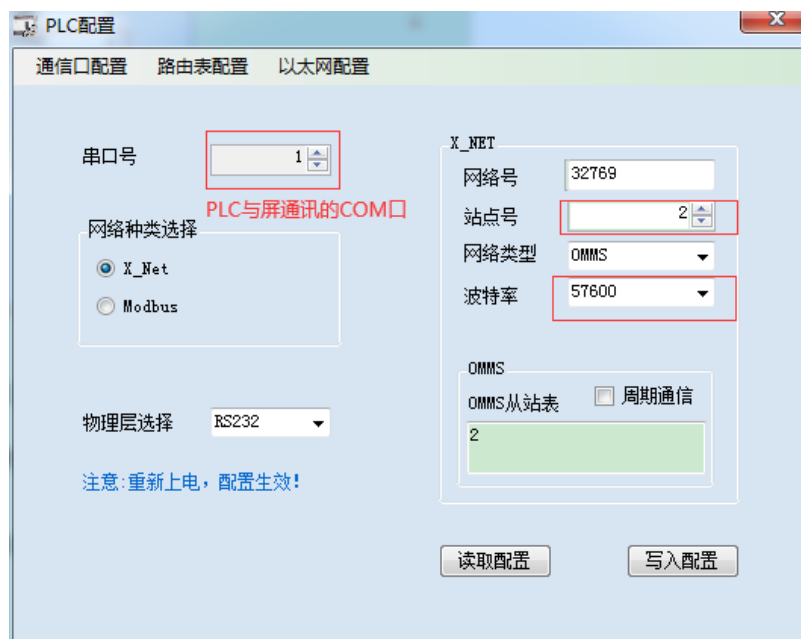 PLC配置
通信口配置 路由表配置 以太网配置
串口号 1
PLC与屏通讯的COM口
网络种类选择
X_Net
Modbus
物理层选择 RS232
注意:重新上电，配置生效!
X_NET
网络号 32769
站点号 2
网络类型 OMMS
波特率 57600
OMMS
OMMS从站表 周期通信
2
读取配置 写入配置